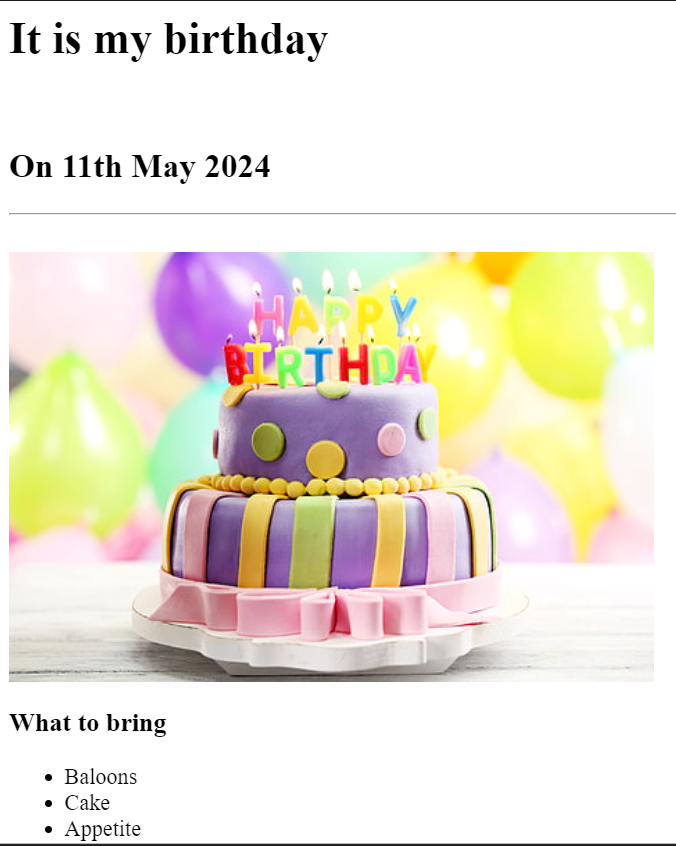 It is my birthday
On 11th May 2024
HAPPY
BIRTHDAY
What to bring
Baloons
Cake
Appetite